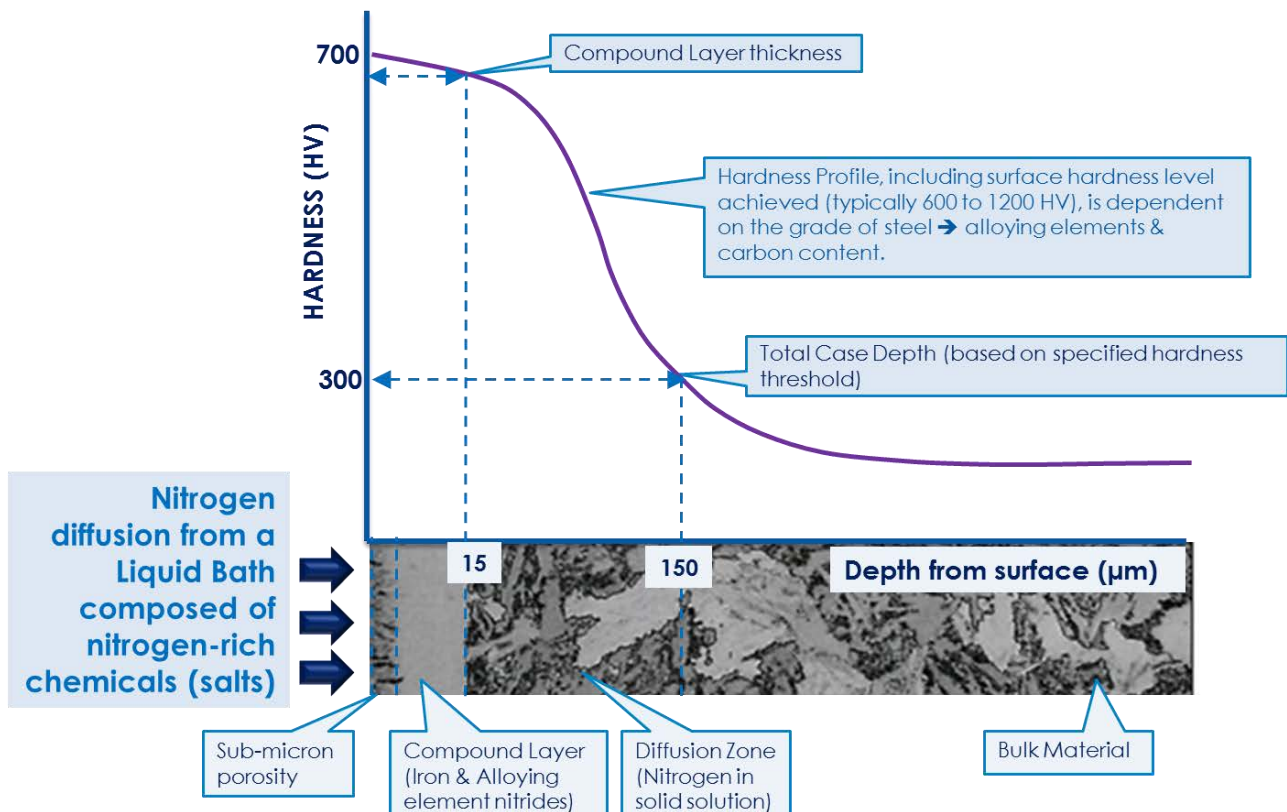 700
Compound Layer thickness
HARDNESS (HV)
Hardness Profile, including surface hardness level
achieved (typically 600 to 1200 HV), is dependent
on the grade of steel ➔ alloying elements &
carbon content.
Total Case Depth (based on specified hardness
threshold)
300
Nitrogen
diffusion from a
Liquid Bath
composed of
nitrogen-rich
chemicals (salts)
15
150
Depth from surface (µm)
Sub-micron
porosity
Compound Layer
(Iron & Alloying
element nitrides)
Diffusion Zone
(Nitrogen in
solid solution)
Bulk Material